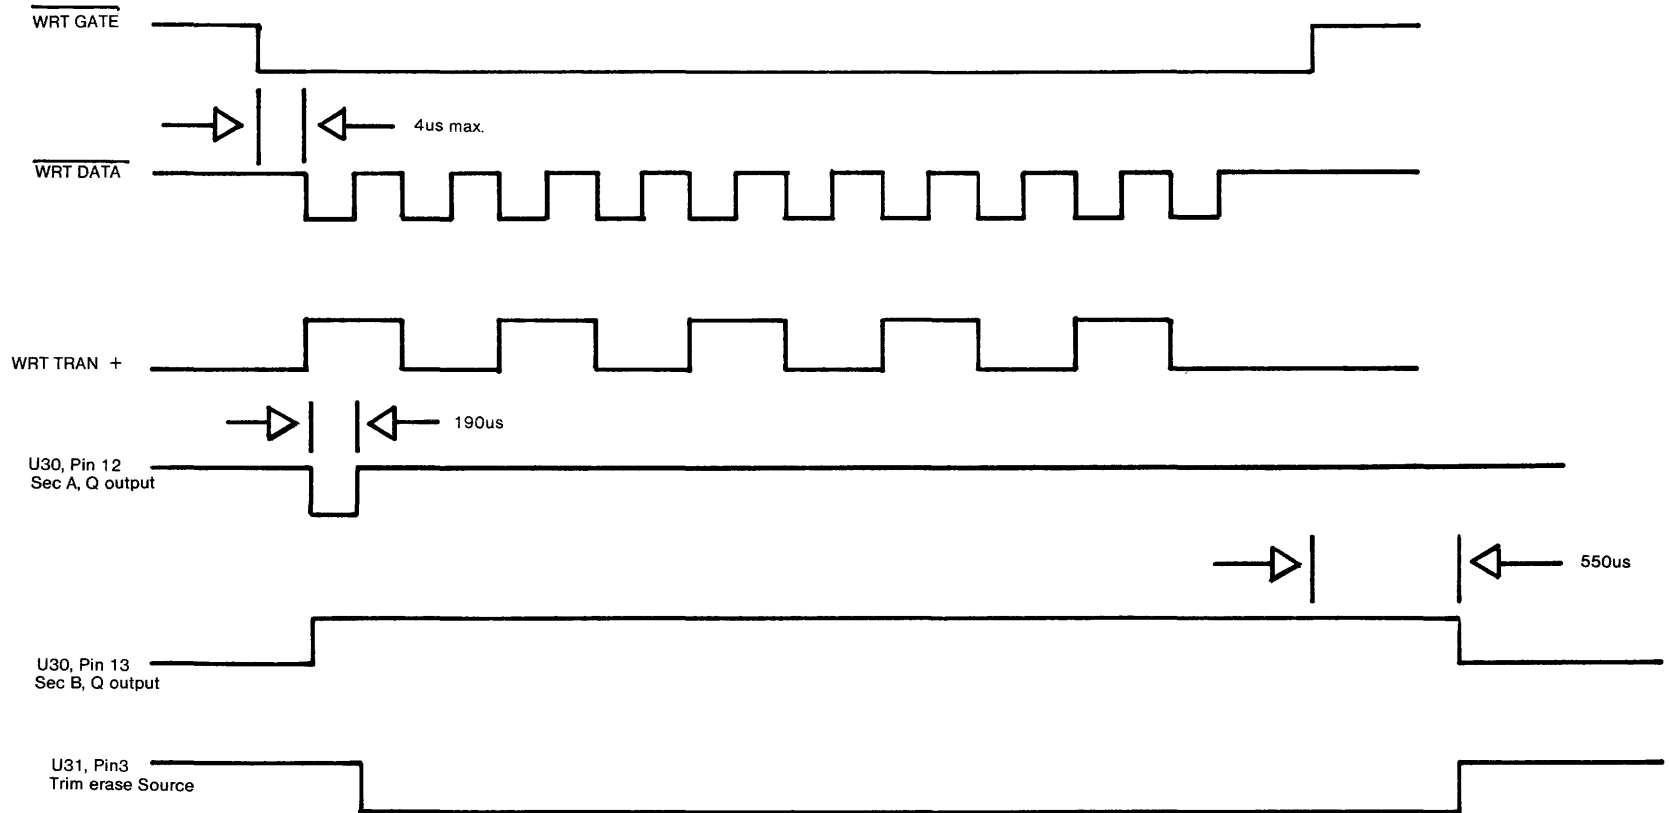 WRT GATE
4us max.
WRT DATA
WRT TRAN +
190us
U30, Pin 12
Sec A, Q output
550us
U30, Pin 13
Sec B, Q output
U31, Pin3
Trim erase Source